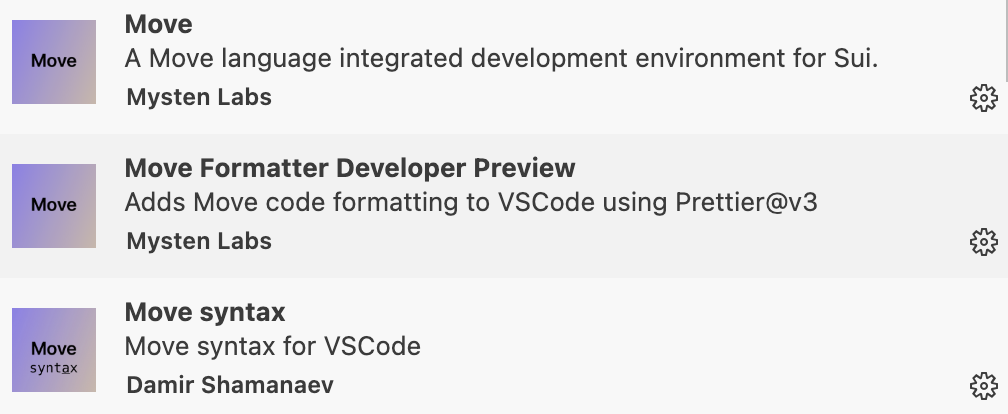 Move
Move
A Move language integrated development environment for Sui.
Mysten Labs
Move
Move Formatter Developer Preview
Adds Move code formatting to VSCode using Prettier@v3
Mysten Labs
Move
syntax
Move syntax
Move syntax for VSCode
Damir Shamanaev